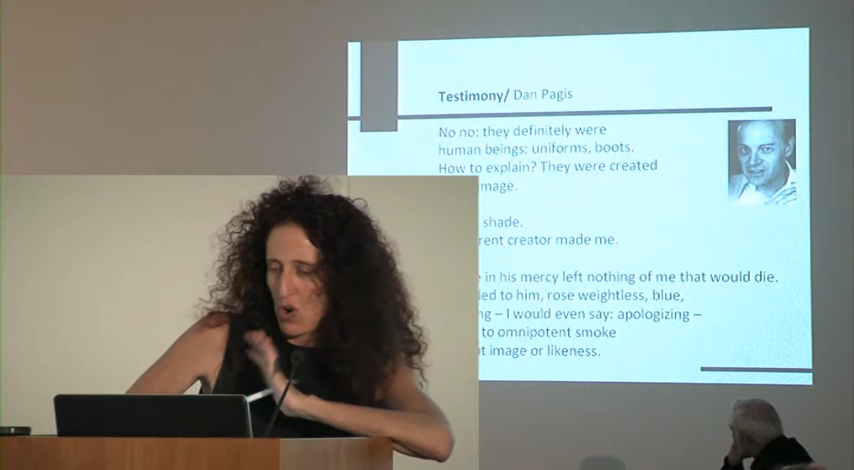 Testimony/ Dan Pagis
No no: they definitely were
human beings: uniforms, boots.
How to explain? They were created
mage.
shade.
rent creator made me.
in his mercy left nothing of me that would die.
led to him, rose weightless, blue,
ng – I would even say: apologizing –
to omnipotent smoke
t image or likeness.